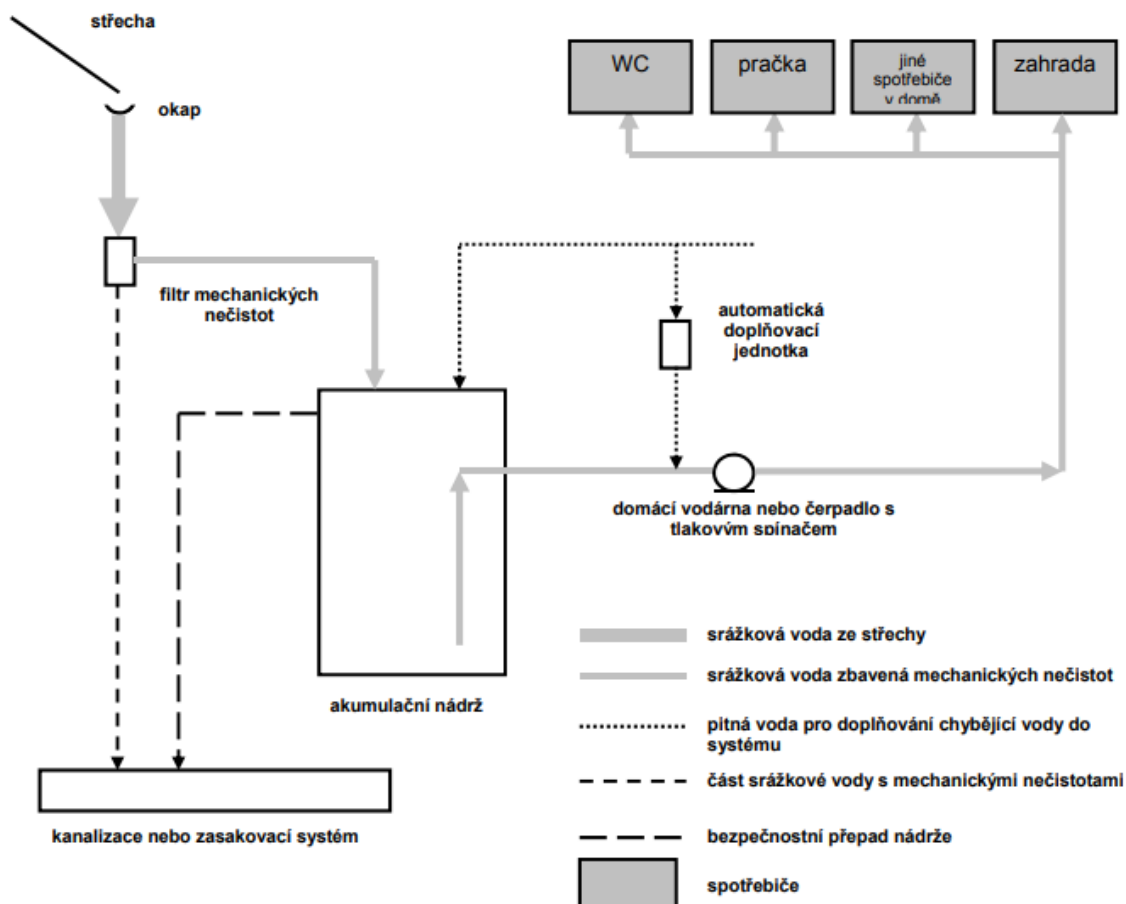 střecha
okap
WC
pračka
jiné
spotřebiče
v domě
zahrada
filtr mechanických
nečistot
automatická
doplňovací
jednotka
domácí vodárna nebo čerpadlo s
tlakovým spínačem
akumulační nádrž
kanalizace nebo zasakovací systém
srážková voda ze střechy
srážková voda zbavená mechanických nečistot
pitná voda pro doplňování chybějící vody do
systému
část srážkové vody s mechanickými nečistotami
bezpečnostní přepad nádrže
spotřebiče